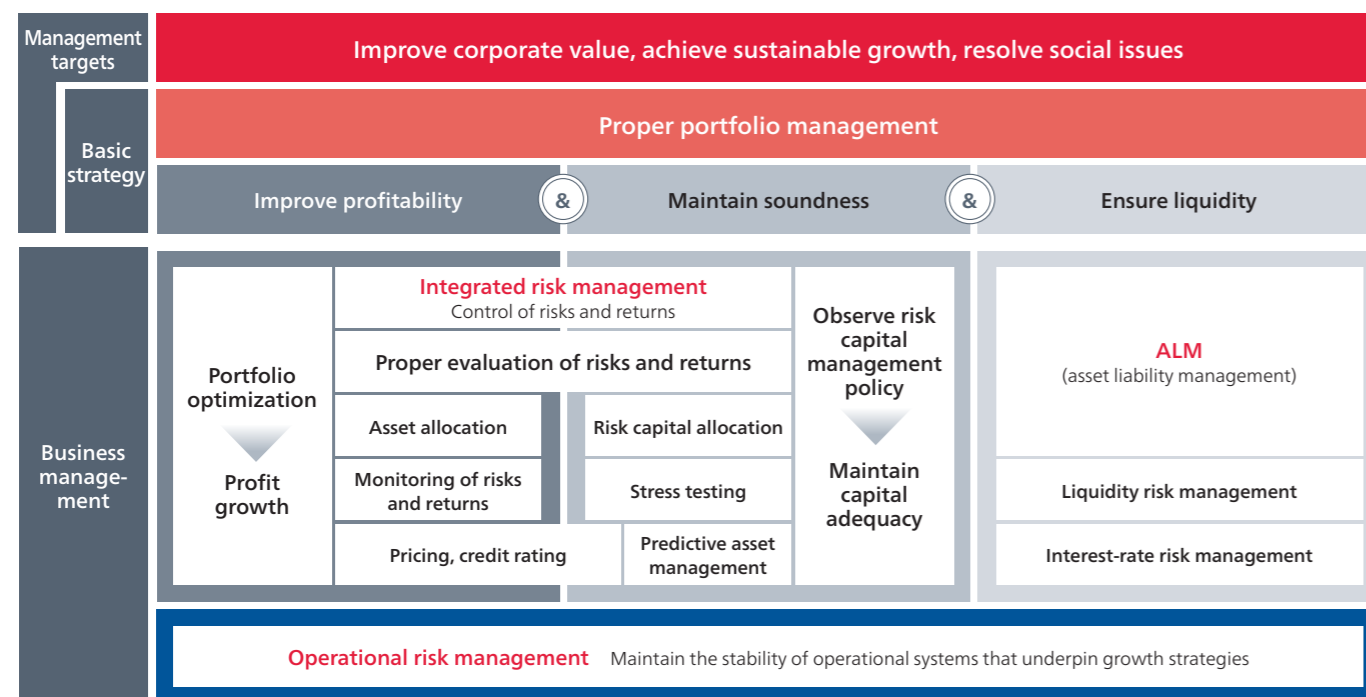 Management
targets
Improve corporate value, achieve sustainable growth, resolve social issues
Basic
strategy
Proper portfolio management
Improve profitability
&
Maintain soundness
&
Ensure liquidity
Business
manage-
ment
Portfolio
optimization
Profit
growth
Integrated risk management
Control of risks and returns
Proper evaluation of risks and returns
Asset allocation
Risk capital allocation
Monitoring of risks
and returns
Stress testing
Pricing, credit rating
Predictive asset
management
Observe risk
capital
management
policy
Maintain
capital
adequacy
ALM
(asset liability management)
Liquidity risk management
Interest-rate risk management
Operational risk management Maintain the stability of operational systems that underpin growth strategies